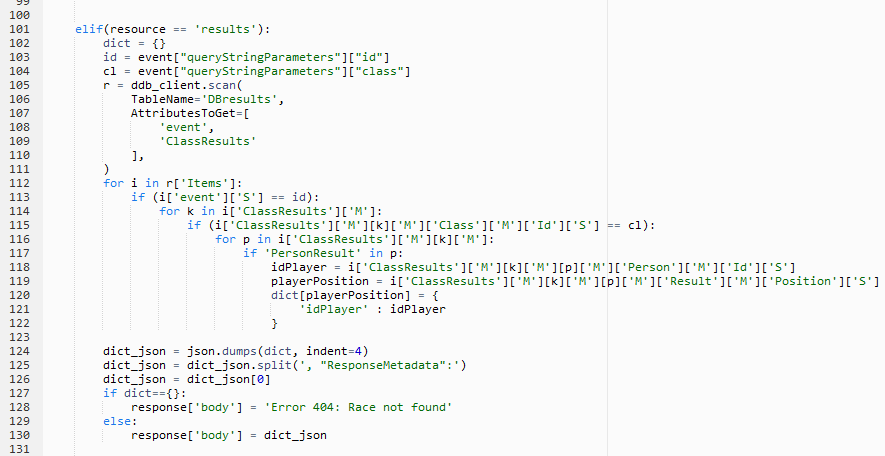 99
100
101 elif(resource == 'results'):
102 dict = {}
103 id = event["queryStringParameters"]["id"]
104 cl = event["queryStringParameters"]["class"]
105 r = ddb_client.scan(
106 TableName='DBresults',
107 AttributesToGet=[
108 'event',
109 'ClassResults'
110 ],
111 )
112 for i in r['Items']:
113 if (i['event']['S'] == id):
114 for k in i['ClassResults']['M']:
115 if (i['ClassResults']['M'][k]['M']['Class']['M']['Id']['S'] == cl):
116 for p in i['ClassResults']['M'][k]['M']:
117 if 'PersonResult' in p:
118 idPlayer = i['ClassResults']['M'][k]['M'][p]['M']['Person']['M']['Id']['S']
119 playerPosition = i['ClassResults']['M'][k]['M'][p]['M']['Result']['M']['Position']['S']
120 dict[playerPosition] = {
121 'idPlayer' : idPlayer
122 }
123
124 dict_json = json.dumps(dict, indent=4)
125 dict_json = dict_json.split(', "ResponseMetadata":')
126 dict_json = dict_json[0]
127 if dict=={}:
128 response['body'] = 'Error 404: Race not found'
129 else:
130 response['body'] = dict_json
131